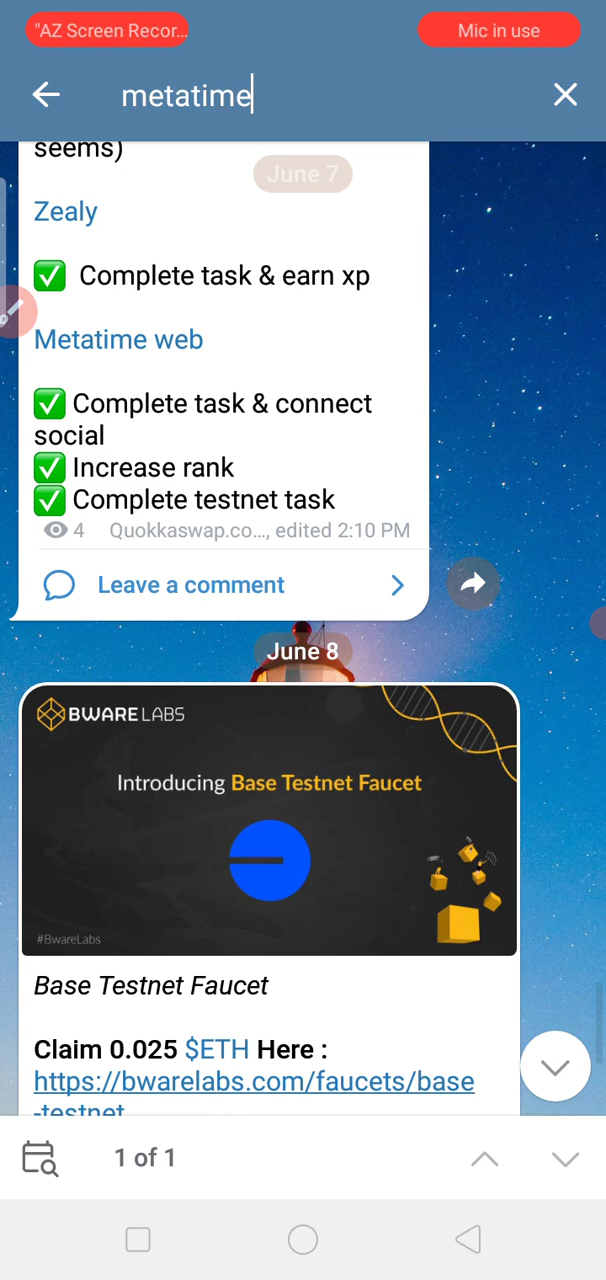 "AZ Screen Recor...
Mic in use
metatime
seems)
June 7
Zealy
✅ Complete task & earn xp
Metatime web
✅ Complete task & connect
social
✅ Increase rank
✅ Complete testnet task
4 Quokkaswap.co..., edited 2:10 PM
Leave a comment
June 8
BWARE LABS
Introducing Base Testnet Faucet
#BwareLabs
Base Testnet Faucet
Claim 0.025 $ETH Here :
https://bwarelabs.com/faucets/base
-testnet
1 of 1